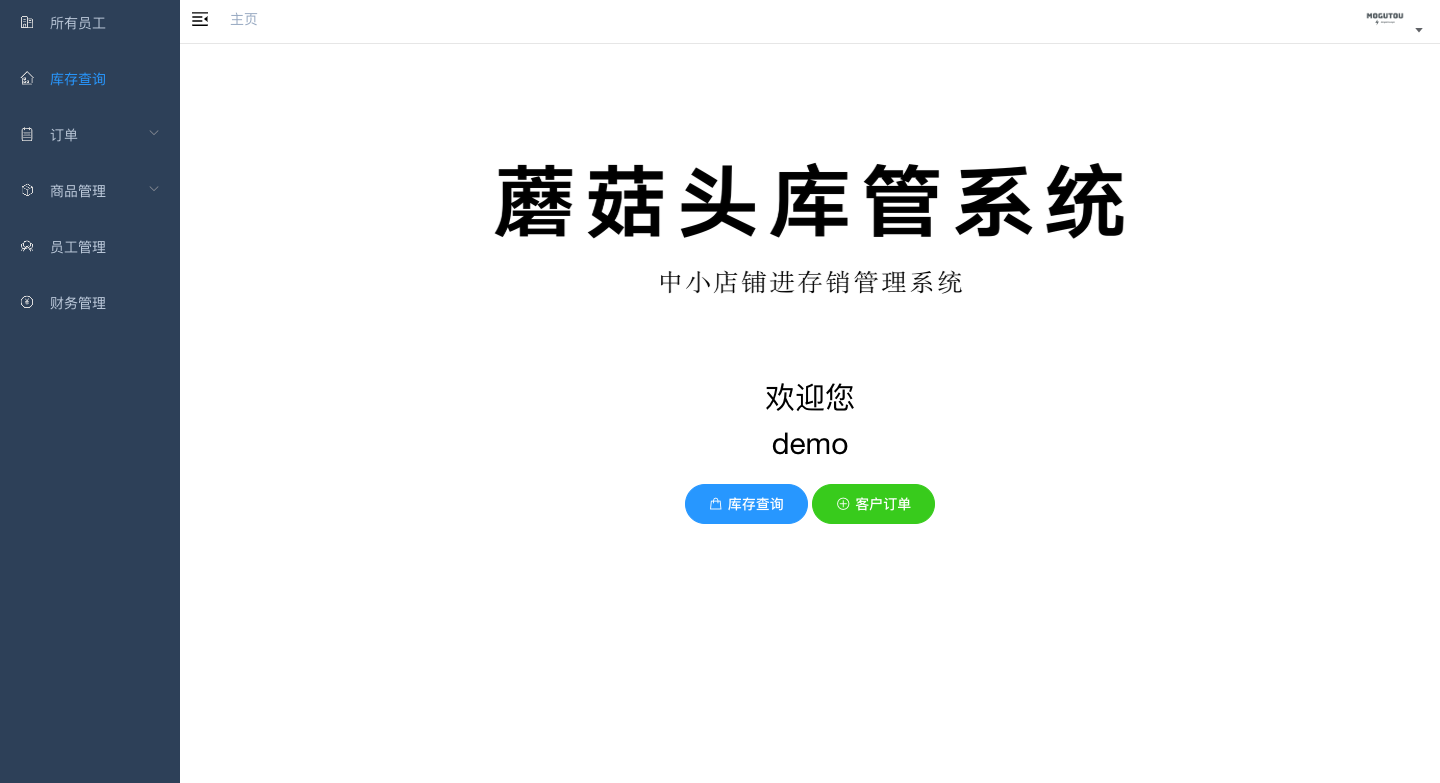 所有员工
库存查询
订单
商品管理
员工管理
财务管理
主页
MOGUTOU
蘑菇头库管系统
中小店铺进存销管理系统
欢迎您
demo
库存查询
客户订单